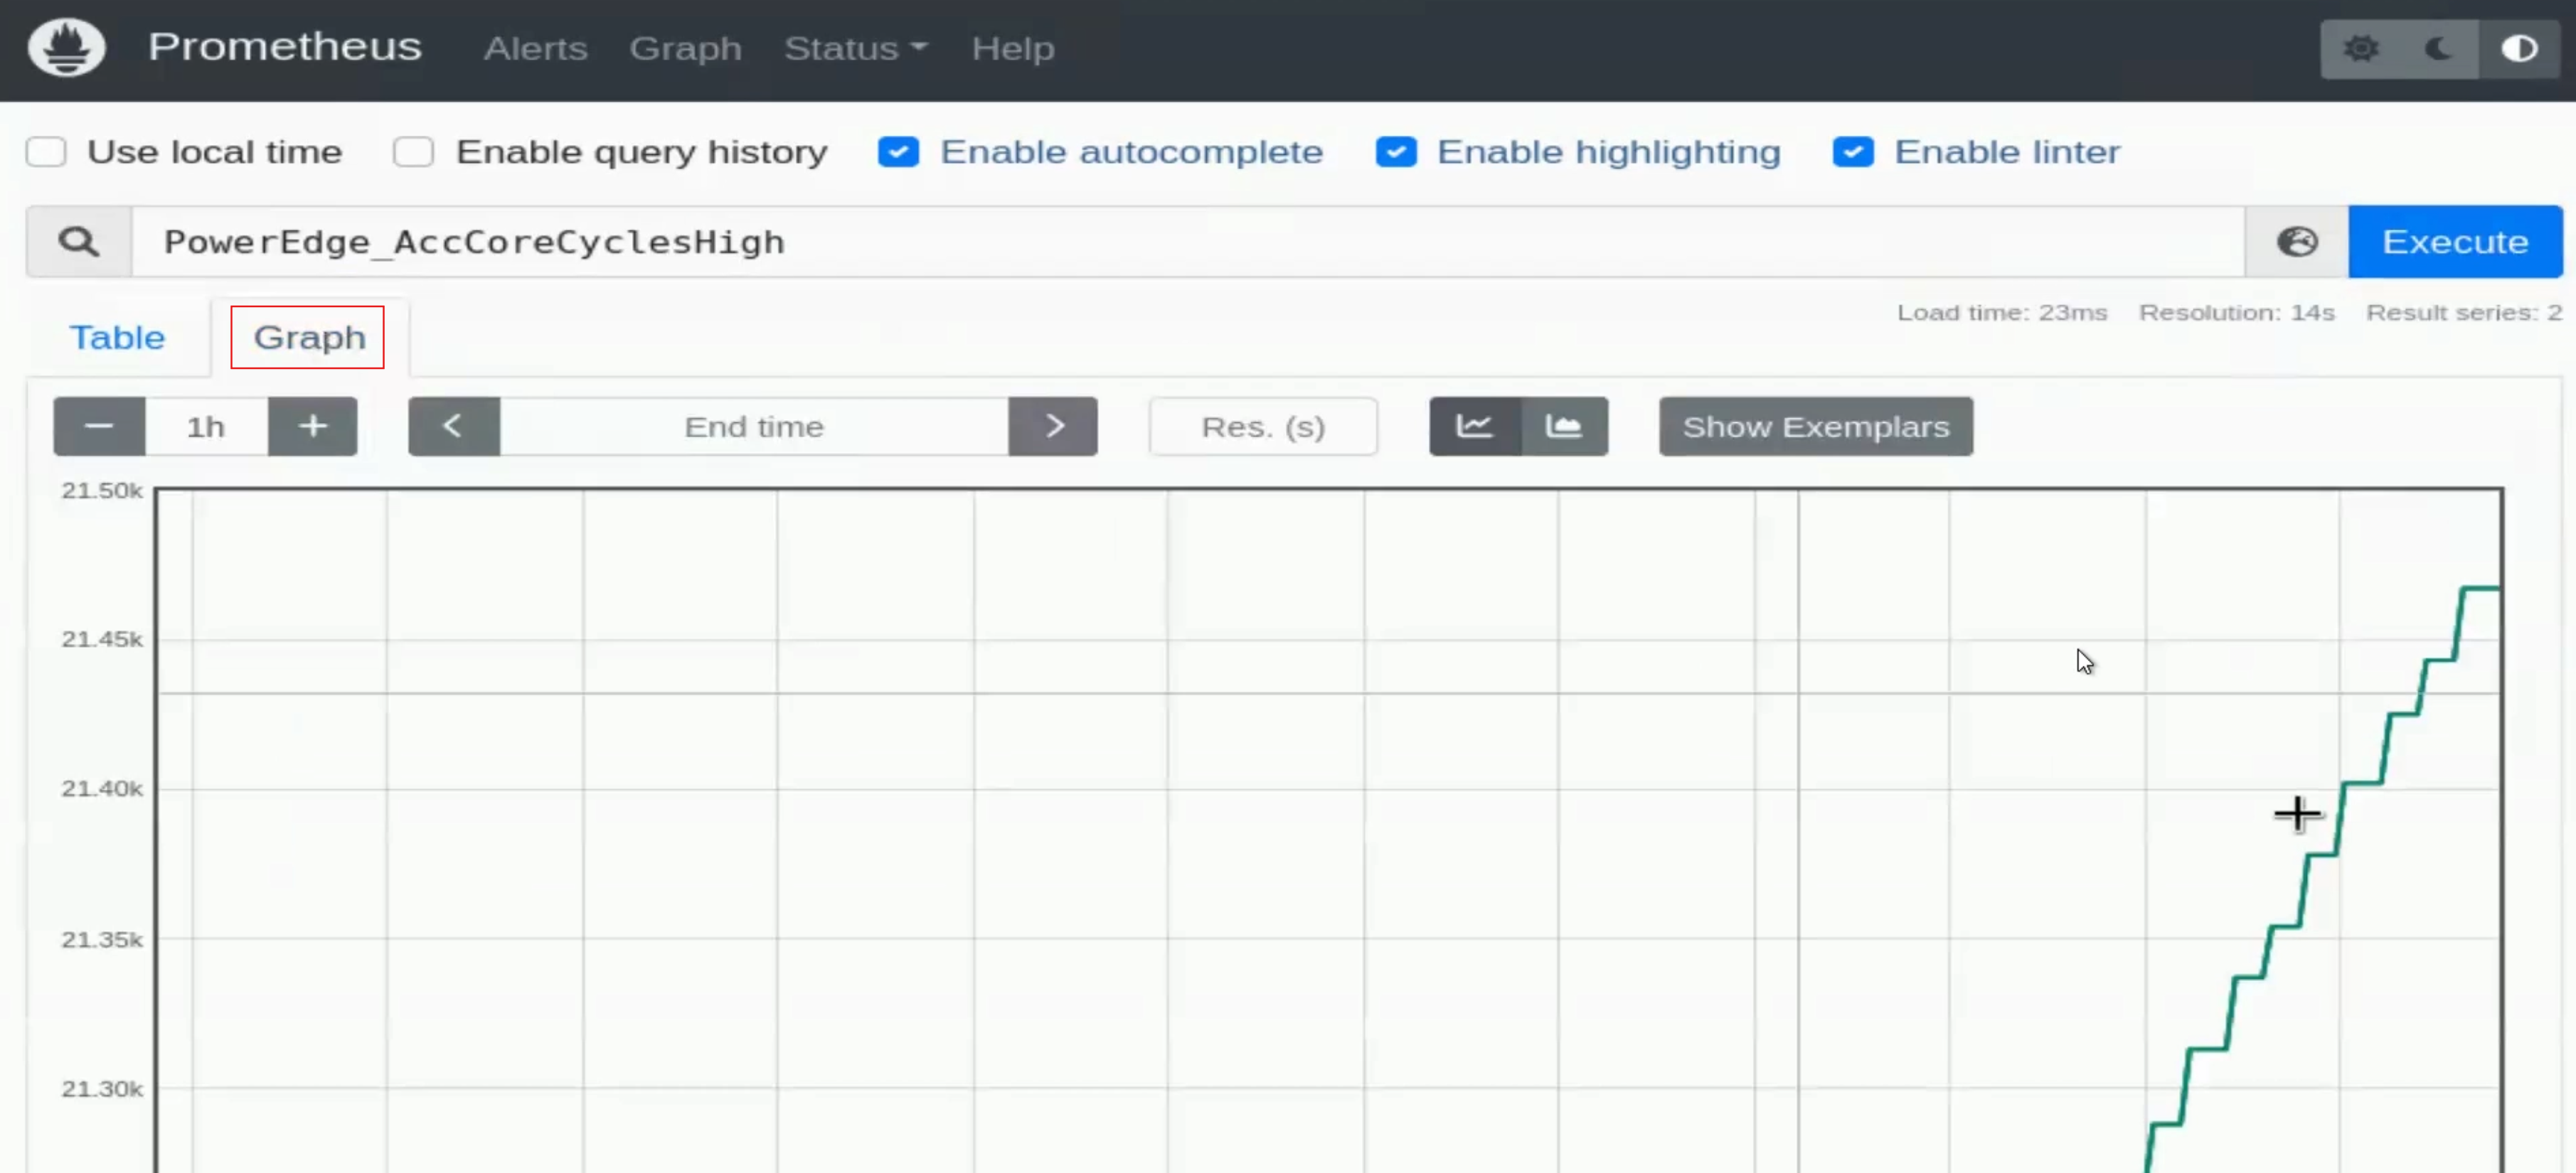 Prometheus Alerts Graph Status Help
Use local time Enable query history Enable autocomplete Enable highlighting Enable linter
PowerEdge_AccCoreCyclesHigh Execute
Load time: 23ms Resolution: 14s Result series: 2
Table Graph
1h End time Res. (s) Show Exemplars
21.50k
21.45k
21.40k
21.35k
21.30k